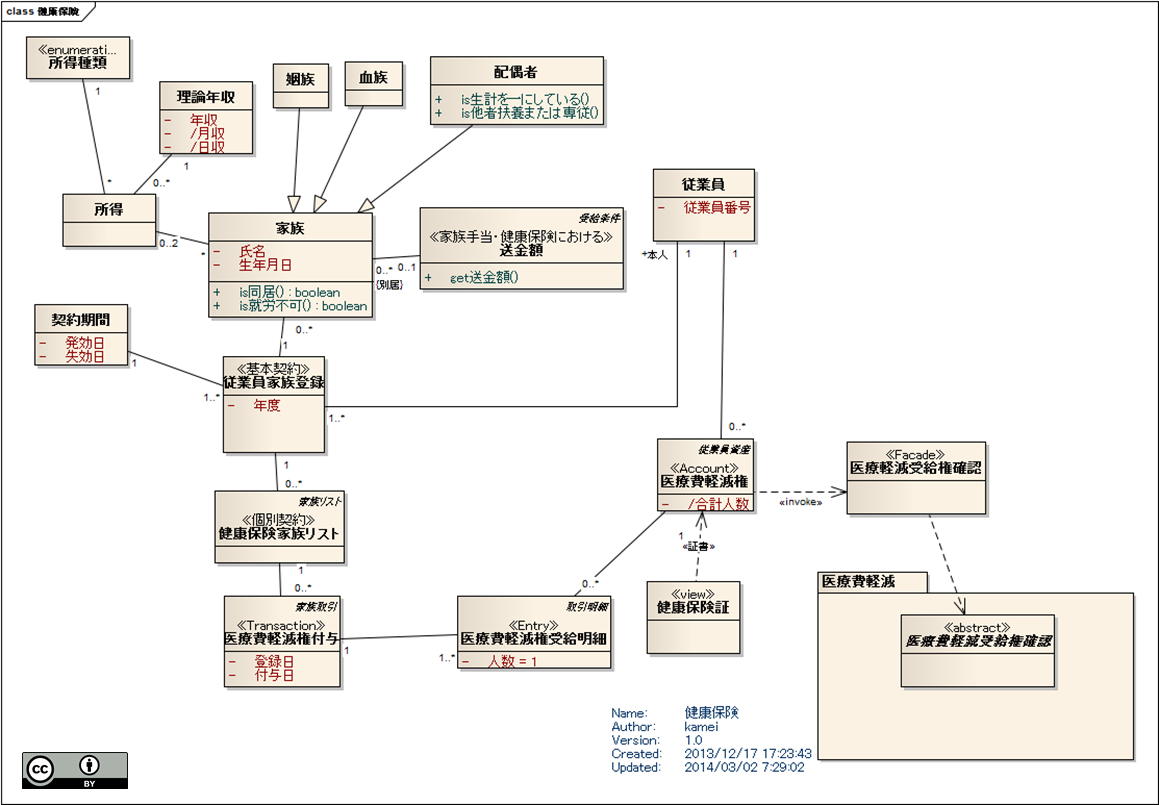 class 健康保険
≪enumerati...
所得種類
1
*
理論年収
- 年収
- /月収
- /日収
1
0..*
姻族
血族
配偶者
+ is生計を一にしている()
+ is他者扶養または専従()
所得
0..2
*
家族
- 氏名
- 生年月日
+ is同居() : boolean
+ is就労不可() : boolean
0..*
0..1
{別居}
受給条件
≪家族手当・健康保険における≫
送金額
+ get送金額()
従業員
- 従業員番号
+本人
1
1
契約期間
- 発効日
- 失効日
1
1..*
0..*
1
≪基本契約≫
従業員家族登録
- 年度
1..*
1
0..*
家族リスト
≪個別契約≫
健康保険家族リスト
1
0..*
家族取引
≪Transaction≫
医療費軽減権付与
- 登録日
- 付与日
1
1..*
取引明細
≪Entry≫
医療費軽減権受給明細
- 人数 = 1
0..*
1
0..*
従業員資産
≪Account≫
医療費軽減権
- /合計人数
«invoke»
«証書»
≪view≫
健康保険証
≪Facade≫
医療軽減受給権確認
医療費軽減
≪abstract≫
医療費軽減受給権確認
Name: 健康保険
Author: kamei
Version: 1.0
Created: 2013/12/17 17:23:43
Updated: 2014/03/02 7:29:02
cc
BY